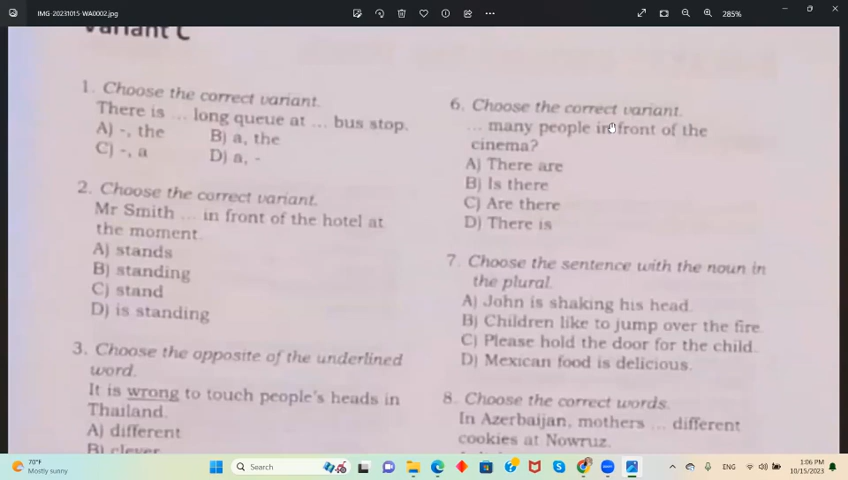 IMG-20231015-WA0002.jpg
285%
Variant C
1. Choose the correct variant.
There is ... long queue at ... bus stop.
A) -, the
B) a, the
C) -, a
D) a, -
2. Choose the correct variant.
Mr Smith ... in front of the hotel at
the moment.
A) stands
B) standing
C) stand
D) is standing
3. Choose the opposite of the underlined
word.
It is wrong to touch people's heads in
Thailand.
A) different
B) clever
6. Choose the correct variant.
... many people in front of the
cinema?
A) There are
B) Is there
C) Are there
D) There is
7. Choose the sentence with the noun in
the plural.
A) John is shaking his head.
B) Children like to jump over the fire.
C) Please hold the door for the child.
D) Mexican food is delicious.
8. Choose the correct words.
In Azerbaijan, mothers ... different
cookies at Nowruz.
70°F
Mostly sunny
Search
ENG
1:06 PM
10/15/2023